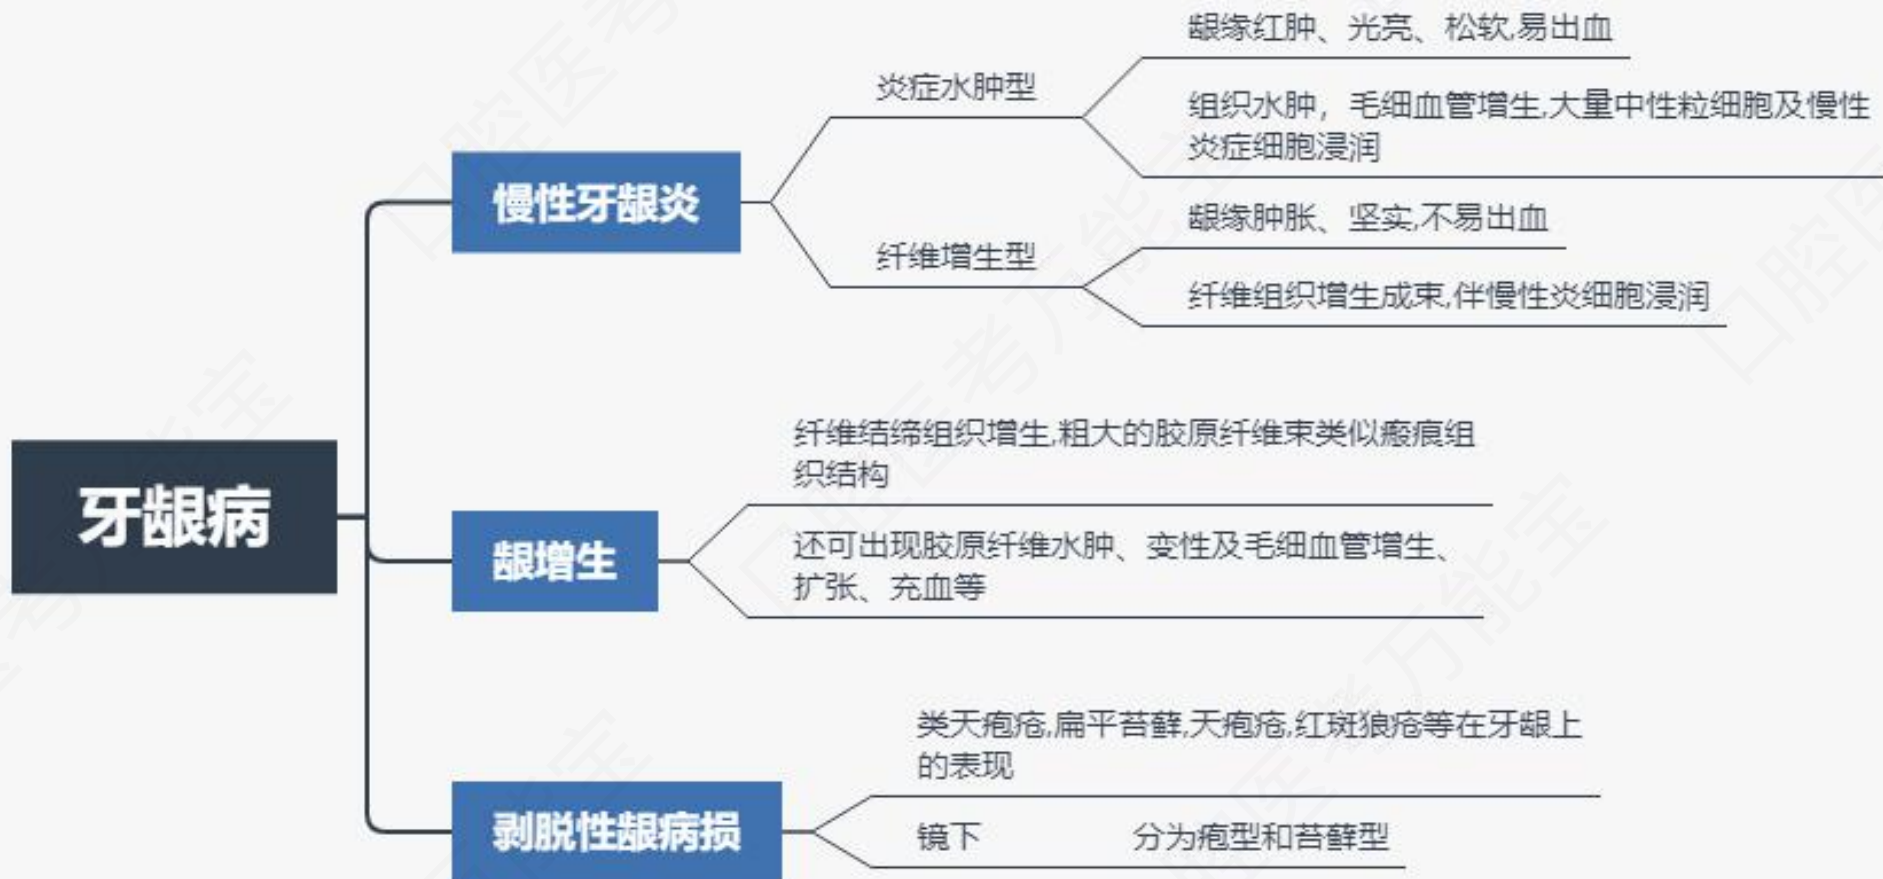 龈缘红肿、光亮、松软,易出血
炎症水肿型
组织水肿，毛细血管增生,大量中性粒细胞及慢性
炎症细胞浸润
慢性牙龈炎
龈缘肿胀、坚实,不易出血
纤维增生型
纤维组织增生成束,伴慢性炎细胞浸润
牙龈病
纤维结缔组织增生,粗大的胶原纤维束类似瘢痕组
织结构
龈增生
还可出现胶原纤维水肿、变性及毛细血管增生、
扩张、充血等
类天疱疮,扁平苔藓,天疱疮,红斑狼疮等在牙龈上
的表现
剥脱性龈病损
镜下 分为疱型和苔藓型
口腔医考万能宝